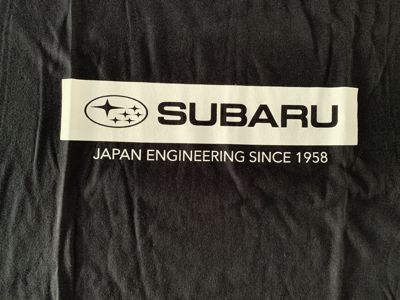 SUBARU
JAPAN ENGINEERING SINCE 1958